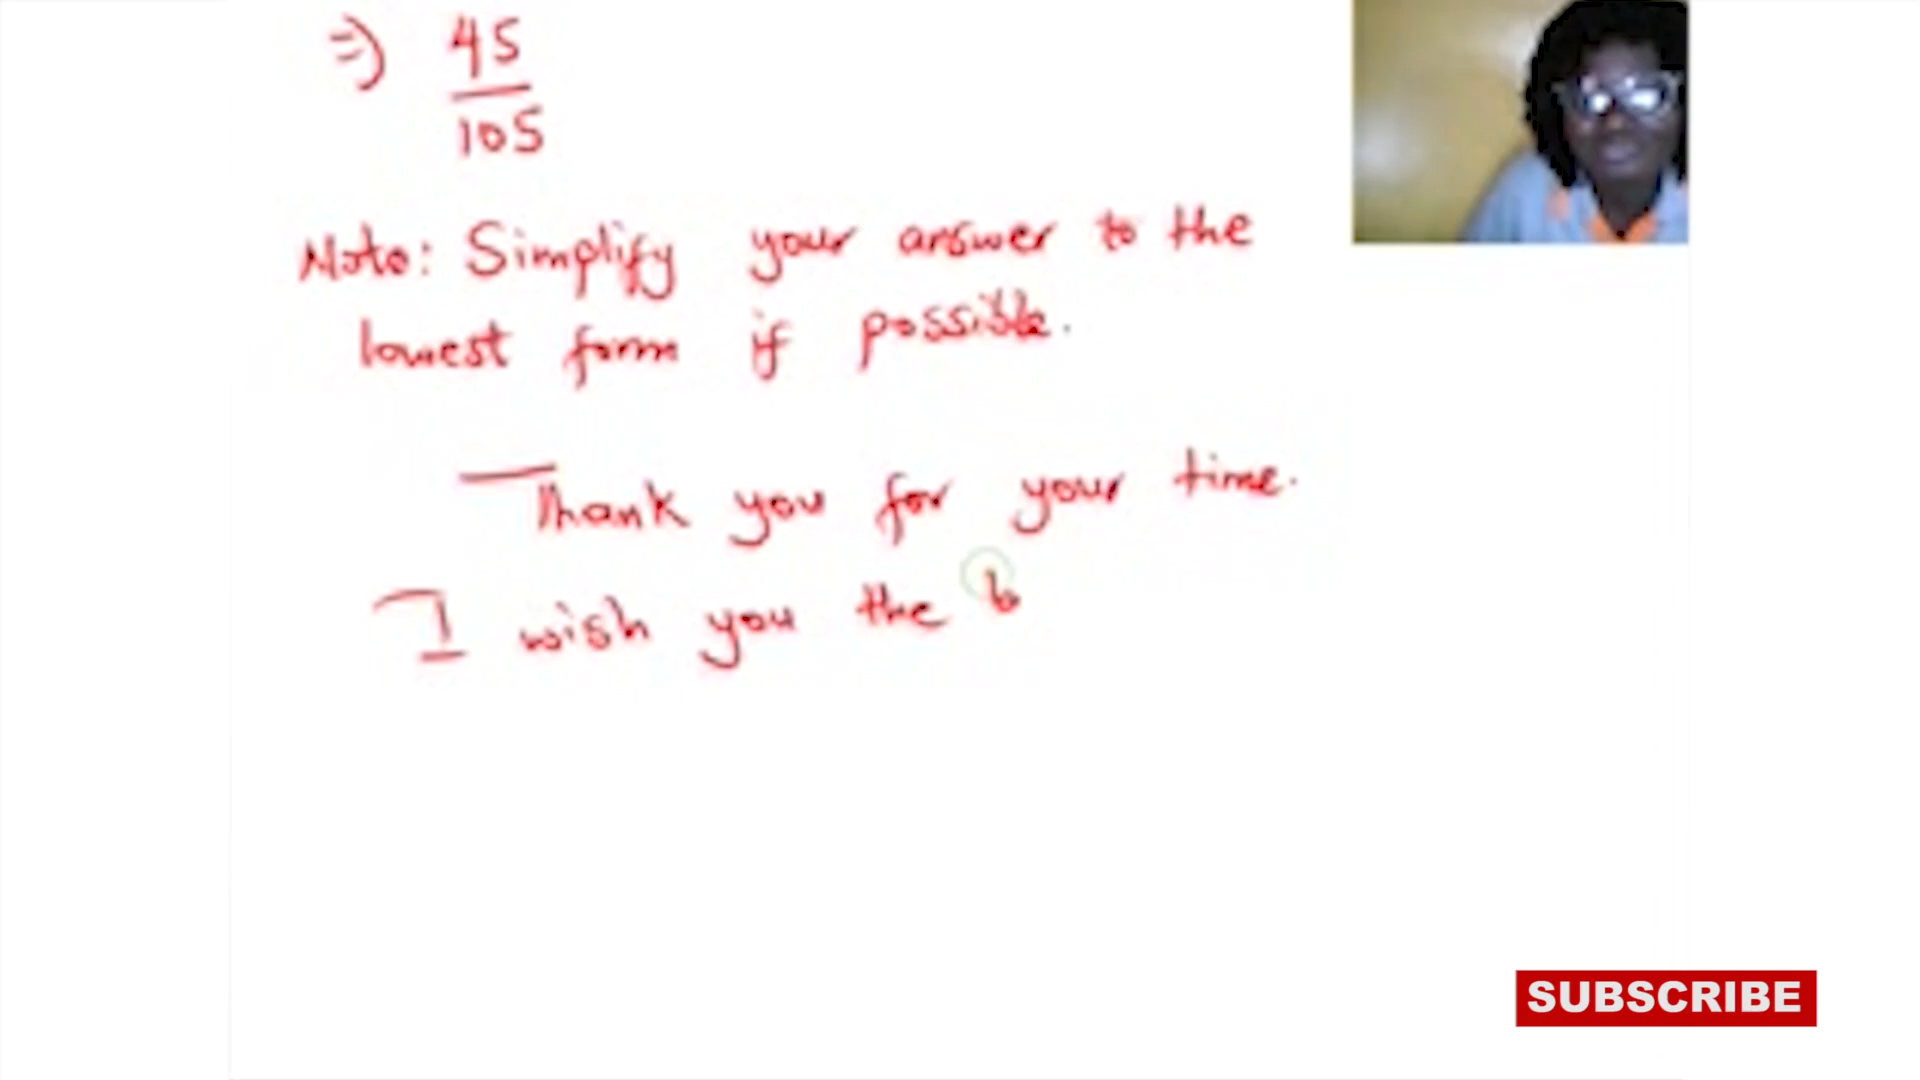 ⇒ 45
105
Note: Simplify your answer to the
lowest form if possible.
Thank you for your time.
I wish you the b
SUBSCRIBE